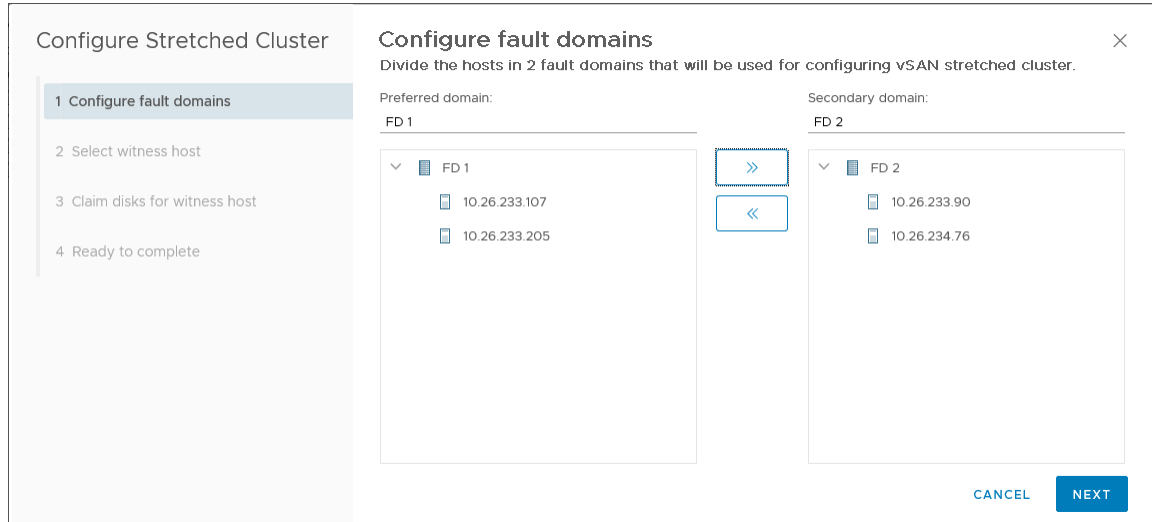 Configure Stretched Cluster
1 Configure fault domains
2 Select witness host
3 Claim disks for witness host
4 Ready to complete
Configure fault domains
Divide the hosts in 2 fault domains that will be used for configuring vSAN stretched cluster.
Preferred domain:
FD 1
FD 1
10.26.233.107
10.26.233.205
Secondary domain:
FD 2
FD 2
10.26.233.90
10.26.234.76
CANCEL
NEXT